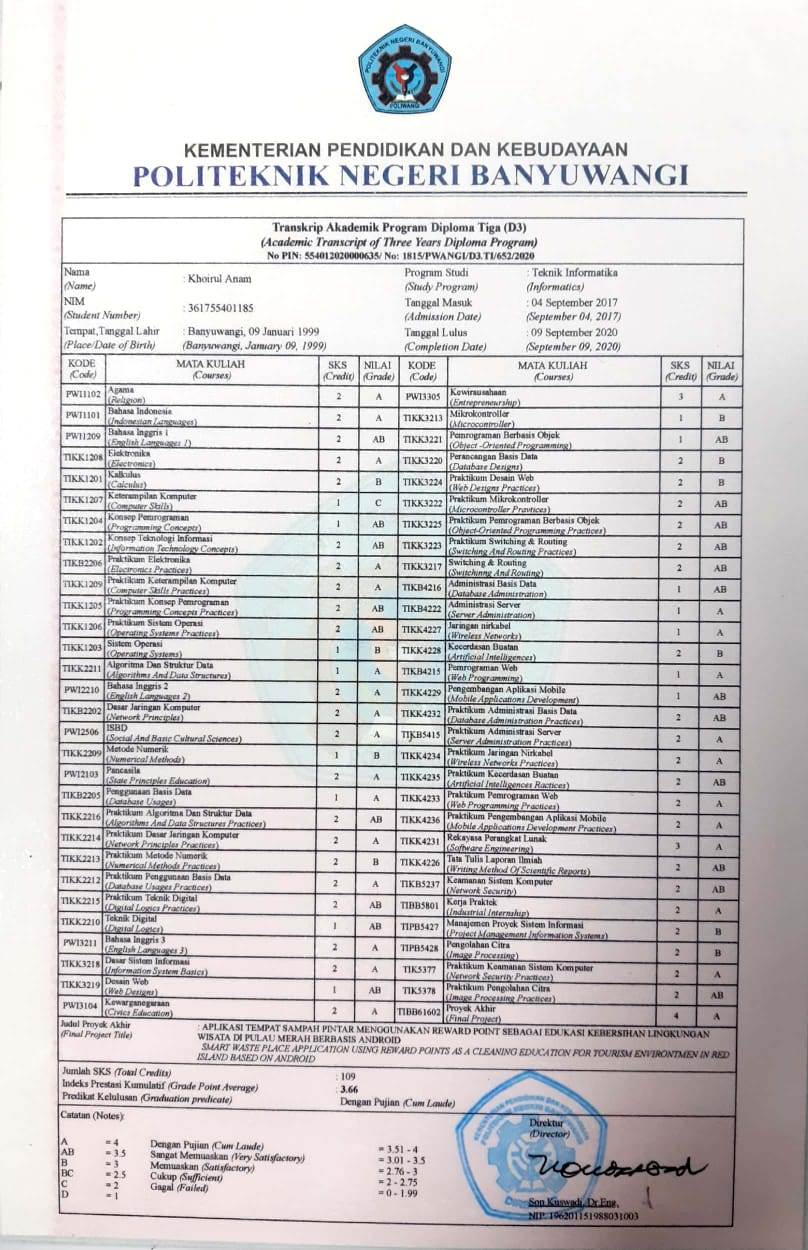 POLITEKNIK NEGERI BANYUWANGI
POLIWANGI
KEMENTERIAN PENDIDIKAN DAN KEBUDAYAAN
POLITEKNIK NEGERI BANYUWANGI
Transkrip Akademik Program Diploma Tiga (D3)
(Academic Transcript of Three Years Diploma Program)
No PIN: 554012020000635/ No: 1815/PWANGI/D3.TI/652/2020
Nama : Khoirul Anam
(Name)
NIM : 361755401185
(Student Number)
Tempat,Tanggal Lahir : Banyuwangi, 09 Januari 1999
(Place/Date of Birth) (Banyuwangi, January 09, 1999)
Program Studi : Teknik Informatika
(Study Program) (Informatics)
Tanggal Masuk : 04 September 2017
(Admission Date) (September 04, 2017)
Tanggal Lulus : 09 September 2020
(Completion Date) (September 09, 2020)
KODE MATA KULIAH SKS NILAI
(Code) (Courses) (Credit) (Grade)
PWI1102 Agama 2 A
(Religion)
PWI1101 Bahasa Indonesia 2 A
(Indonesian Languages)
PWI1209 Bahasa Inggris 1 2 AB
(English Languages 1)
TIKK1208 Elektronika 2 A
(Electronics)
TIKK1201 Kalkulus 2 B
(Calculus)
TIKK1207 Keterampilan Komputer 1 C
(Computer Skills)
TIKK1204 Konsep Pemrograman 1 AB
(Programming Concepts)
TIKK1202 Konsep Teknologi Informasi 2 AB
(Information Technology Concepts)
TIKB2206 Praktikum Elektronika 2 A
(Electronics Practices)
TIKK1209 Praktikum Keterampilan Komputer 2 A
(Computer Skills Practices)
TIKK1205 Praktikum Konsep Pemrograman 2 AB
(Programming Concepts Practices)
TIKK1206 Praktikum Sistem Operasi 2 AB
(Operating Systems Practices)
TIKK1203 Sistem Operasi 1 B
(Operating Systems)
TIKK2211 Algoritma Dan Struktur Data 1 A
(Algorithms And Data Structures)
PWI2210 Bahasa Inggris 2 2 A
(English Languages 2)
TIKB2202 Dasar Jaringan Komputer 2 A
(Network Principles)
PWI2506 ISBD 2 A
(Social And Basic Cultural Sciences)
TIKK2209 Metode Numerik 1 B
(Numerical Methods)
PWI2103 Pancasila 2 A
(State Principles Education)
TIKB2205 Penggunaan Basis Data 1 A
(Database Usages)
TIKK2216 Praktikum Algoritma Dan Struktur Data 2 AB
(Algorithms And Data Structures Practices)
TIKK2214 Praktikum Dasar Jaringan Komputer 2 A
(Network Principles Practices)
TIKK2213 Praktikum Metode Numerik 2 B
(Numerical Methods Practices)
TIKK2212 Praktikum Penggunaan Basis Data 2 A
(Database Usages Practices)
TIKK2215 Praktikum Teknik Digital 2 AB
(Digital Logics Practices)
TIKK2210 Teknik Digital 1 AB
(Digital Logics)
PWI3211 Bahasa Inggris 3 2 A
(English Languages 3)
TIKK3218 Dasar Sistem Informasi 2 A
(Information System Basics)
TIKK3219 Desain Web 1 AB
(Web Designs)
PWI3104 Kewarganegaraan 2 A
(Civics Education)
KODE MATA KULIAH SKS NILAI
(Code) (Courses) (Credit) (Grade)
PWI3305 Kewirausahaan 3 A
(Entrepreneurship)
TIKK3213 Mikrokontroller 1 B
(Microcontroller)
TIKK3221 Pemrograman Berbasis Objek 1 AB
(Object -Oriented Programming)
TIKK3220 Perancangan Basis Data 2 B
(Database Designs)
TIKK3224 Praktikum Desain Web 2 B
(Web Designs Practices)
TIKK3222 Praktikum Mikrokontroller 2 AB
(Microcontroller Pravtices)
TIKK3225 Praktikum Pemrograman Berbasis Objek 2 AB
(Object-Oriented Programming Practices)
TIKK3223 Praktikum Switching & Routing 2 AB
(Switching And Routing Practices)
TIKK3217 Switching & Routing 2 AB
(Switchinng And Routing)
TIKB4216 Administrasi Basis Data 1 AB
(Database Administration)
TIKB4222 Administrasi Server 1 A
(Server Administration)
TIKK4227 Jaringan nirkabel 1 A
(Wireless Networks)
TIKK4228 Kecerdasan Buatan 2 B
(Artificial Intelligences)
TIKB4215 Pemrograman Web 1 A
(Web Programming)
TIKK4229 Pengembangan Aplikasi Mobile 1 AB
(Mobile Applications Development)
TIKK4232 Praktikum Administrasi Basis Data 2 AB
(Database Administration Practices)
TIKB5415 Praktikum Administrasi Server 2 A
(Server Administration Practices)
TIKK4234 Praktikum Jaringan Nirkabel 2 A
(Wireless Networks Practices)
TIKK4235 Praktikum Kecerdasan Buatan 2 AB
(Artificial Intelligences Ractices)
TIKK4233 Praktikum Pemrograman Web 2 A
(Web Programming Practices)
TIKK4236 Praktikum Pengembangan Aplikasi Mobile 2 A
(Mobile Applications Development Practices)
TIKK4231 Rekayasa Perangkat Lunak 3 A
(Software Engineering)
TIKK4226 Tata Tulis Laporan Ilmiah 2 AB
(Writing Method Of Scientific Reports)
TIKB5237 Keamanan Sistem Komputer 2 AB
(Network Security)
TIBB5801 Kerja Praktek 2 A
(Industrial Internship)
TIPB5427 Manajemen Proyek Sistem Informasi 2 B
(Project Management Information Systems)
TIPB5428 Pengolahan Citra 2 B
(Image Processing)
TIK5377 Praktikum Keamanan Sistem Komputer 2 A
(Network Security Practices)
TIK5378 Praktikum Pengolahan Citra 2 AB
(Image Processing Practices)
TIBB61602 Proyek Akhir 4 A
(Final Project)
Judul Proyek Akhir : APLIKASI TEMPAT SAMPAH PINTAR MENGGUNAKAN REWARD POINT SEBAGAI EDUKASI KEBERSIHAN LINGKUNGAN
(Final Project Title) WISATA DI PULAU MERAH BERBASIS ANDROID
SMART WASTE PLACE APPLICATION USING REWARD POINTS AS A CLEANING EDUCATION FOR TOURISM ENVIRONTMEN IN RED
ISLAND BASED ON ANDROID
Jumlah SKS (Total Credits) : 109
Indeks Prestasi Kumulatif (Grade Point Average) : 3.66
Predikat Kelulusan (Graduation predicate) Dengan Pujian (Cum Laude)
Catatan (Notes):
A = 4 Dengan Pujian (Cum Laude) = 3.51 - 4
AB = 3.5 Sangat Memuaskan (Very Satisfactory) = 3.01 - 3.5
B = 3 Memuaskan (Satisfactory) = 2.76 - 3
BC = 2.5 Cukup (Sufficient) = 2 - 2.75
C = 2 Gagal (Failed) = 0 - 1.99
D = 1
Direktur
(Director)
Son Kuswadi, Dr.Eng.
NIP. 196201151988031003